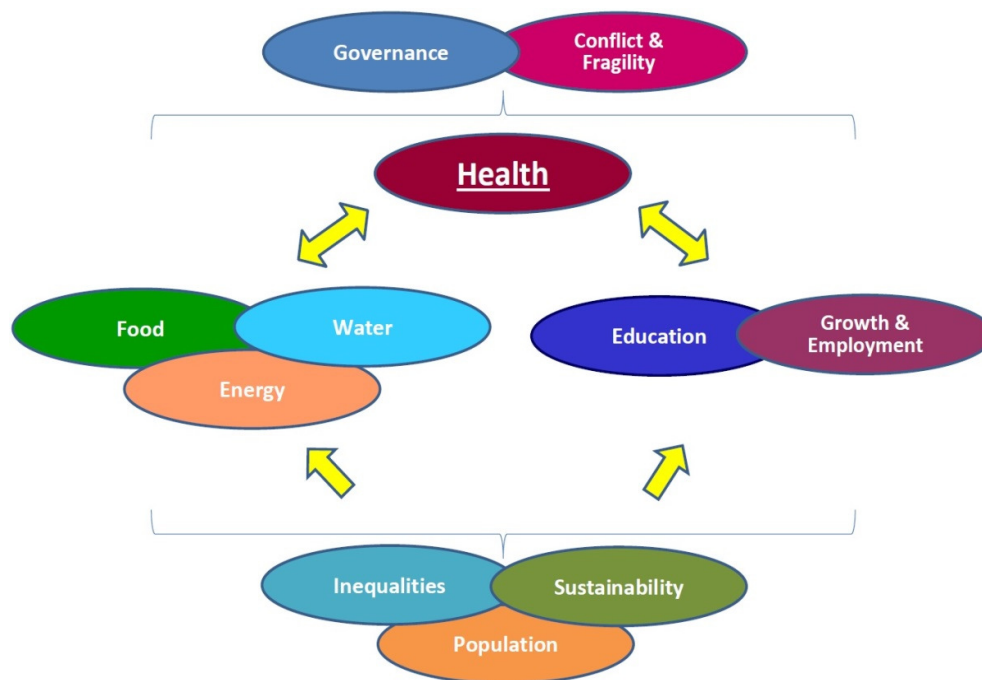 Governance
Conflict &
Fragility
Health
Food
Water
Energy
Education
Growth &
Employment
Inequalities
Sustainability
Population